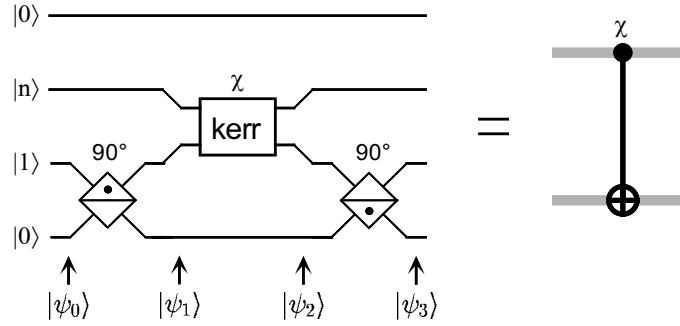 |0⟩
|n⟩ χ χ
kerr
=
|1⟩ 90° 90°
|0⟩
|ψ₀⟩ |ψ₁⟩ |ψ₂⟩ |ψ₃⟩